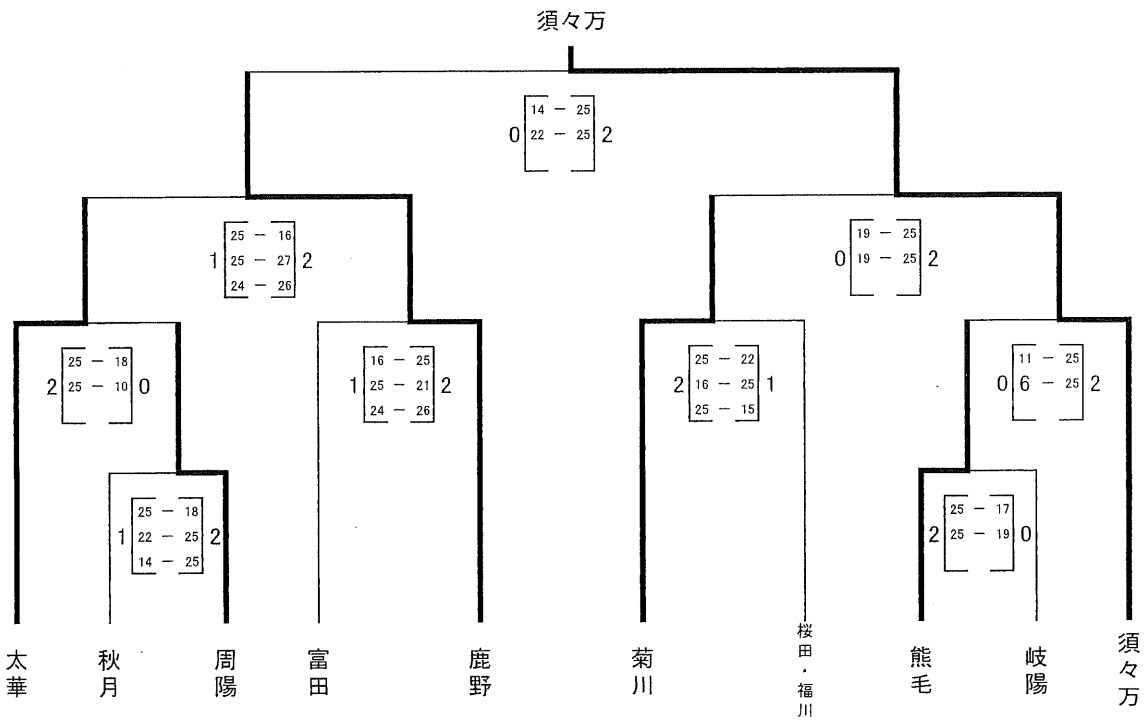 須々万
14 － 25
0 22 － 25 2
25 － 16
1 25 － 27 2
24 － 26
19 － 25
0 19 － 25 2
25 － 18
2 25 － 10 0
16 － 25
1 25 － 21 2
24 － 26
25 － 22
2 16 － 25 1
25 － 15
11 － 25
0 6 － 25 2
25 － 18
1 22 － 25 2
14 － 25
25 － 17
2 25 － 19 0
太華
秋月
周陽
富田
鹿野
菊川
桜田・福川
熊毛
岐陽
須々万